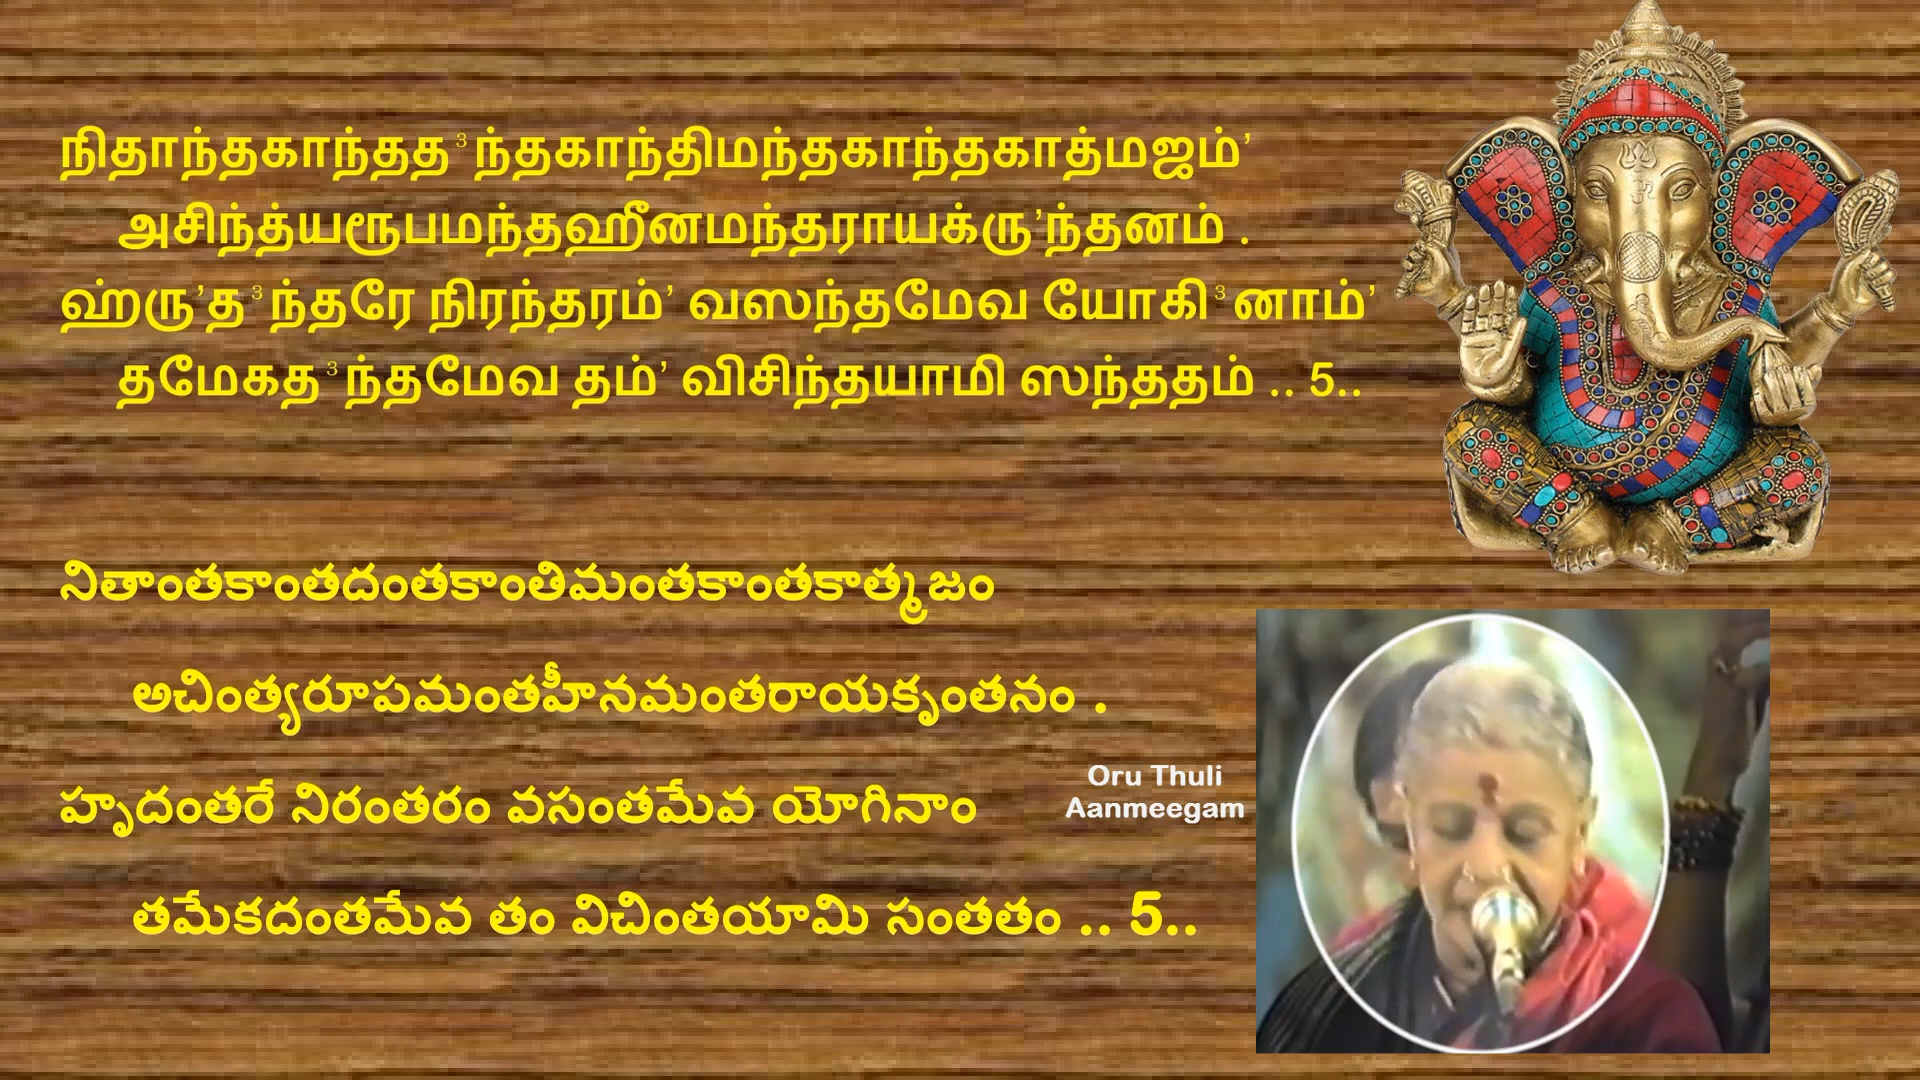 நிதாந்தகாந்தத³ந்தகாந்திமந்தகாந்தகாத்மஜம்’
அசிந்த்யரூபமந்தஹீனமந்தராயக்ரு’ந்தனம் .
ஹ்ரு’த³ந்தரே நிரந்தரம்’ வஸந்தமேவ யோகி³னாம்’
தமேகத³ந்தமேவ தம்’ விசிந்தயாமி ஸந்ததம் .. 5..
నితాంతకాంతదంతకాంతిమంతకాంతకాత్మజం
అచింత్యరూపమంతహీనమంతరాయకృంతనం .
హృదంతరే నిరంతరం వసంతమేవ యోగినాం
తమేకదంతమేవ తం విచింతయామి సంతతం .. 5..
Oru Thuli
Aanmeegam